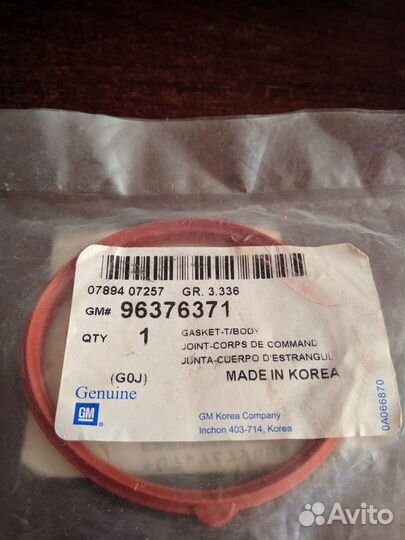 07894 07257 GR. 3.336
GM# 96376371
QTY 1 GASKET-T/BODY
JOINT-CORPS DE COMMAND
JUNTA-CUERPO D'ESTRANGUL
(G0J) MADE IN KOREA
Genuine
GM
GM Korea Company
Inchon 403-714, Korea
0A066870
Avito